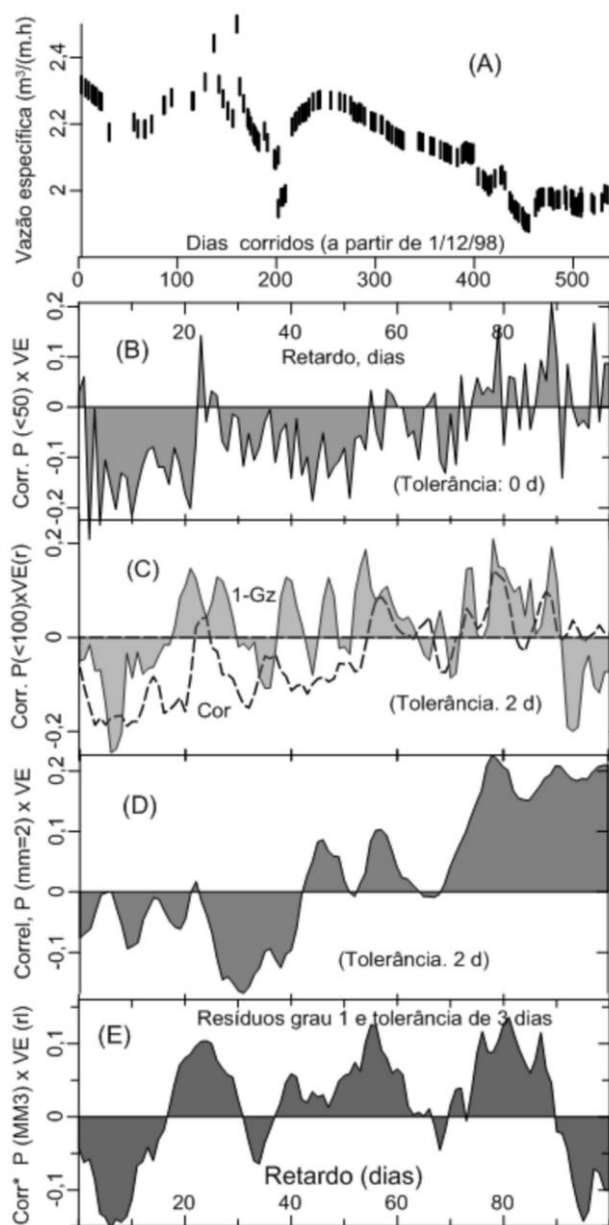 Vazão específica (m³/(m.h)
2,4
2,2
2
(A)
Dias corridos (a partir de 1/12/98)
0 100 200 300 400 500
Corr. P (<50) x VE
0,2
0,1
0
-0,1
-0,2
20 40 60 80
(B)
Retardo, dias
(Tolerância: 0 d)
Corr. P(<100)xVE(r)
0,2
0
-0,2
(C)
1-Gz
Cor
(Tolerância. 2 d)
Correl, P (mm=2) x VE
0,2
0,1
0
-0,1
(D)
(Tolerância. 2 d)
Corr* P (MM3) x VE (rl)
0,1
0
-0,1
(E)
Resíduos grau 1 e tolerância de 3 dias
Retardo (dias)
20 40 60 80